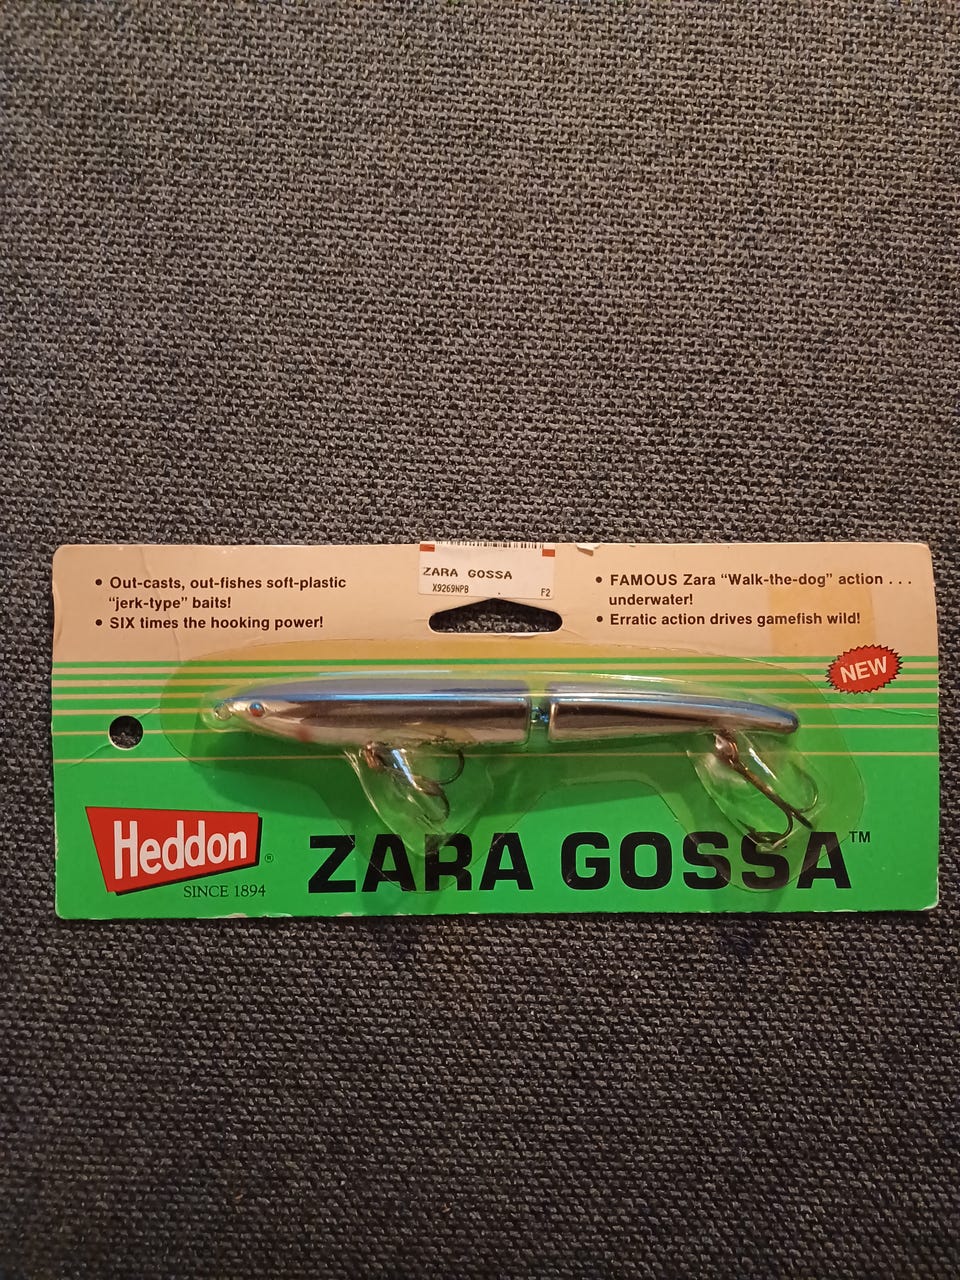 ZARA GOSSA
X9269NPB
F2
• Out-casts, out-fishes soft-plastic
“jerk-type” baits!
• SIX times the hooking power!
• FAMOUS Zara “Walk-the-dog” action . . .
underwater!
• Erratic action drives gamefish wild!
NEW
Heddon®
SINCE 1894
ZARA GOSSA™